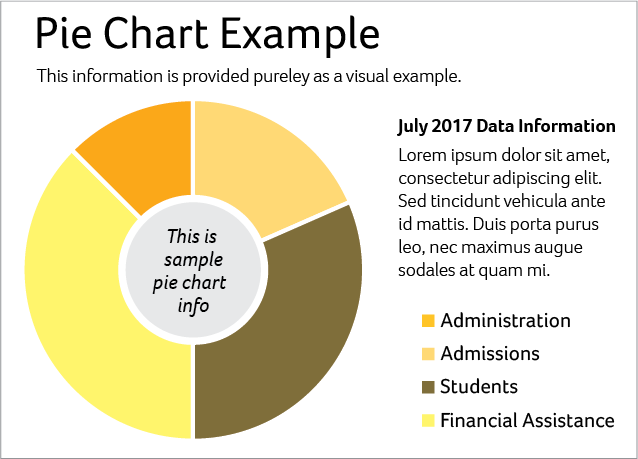 Pie Chart Example
This information is provided pureley as a visual example.
This is
sample
pie chart
info
July 2017 Data Information
Lorem ipsum dolor sit amet,
consectetur adipiscing elit.
Sed tincidunt vehicula ante
id mattis. Duis porta purus
leo, nec maximus augue
sodales at quam mi.
Administration
Admissions
Students
Financial Assistance